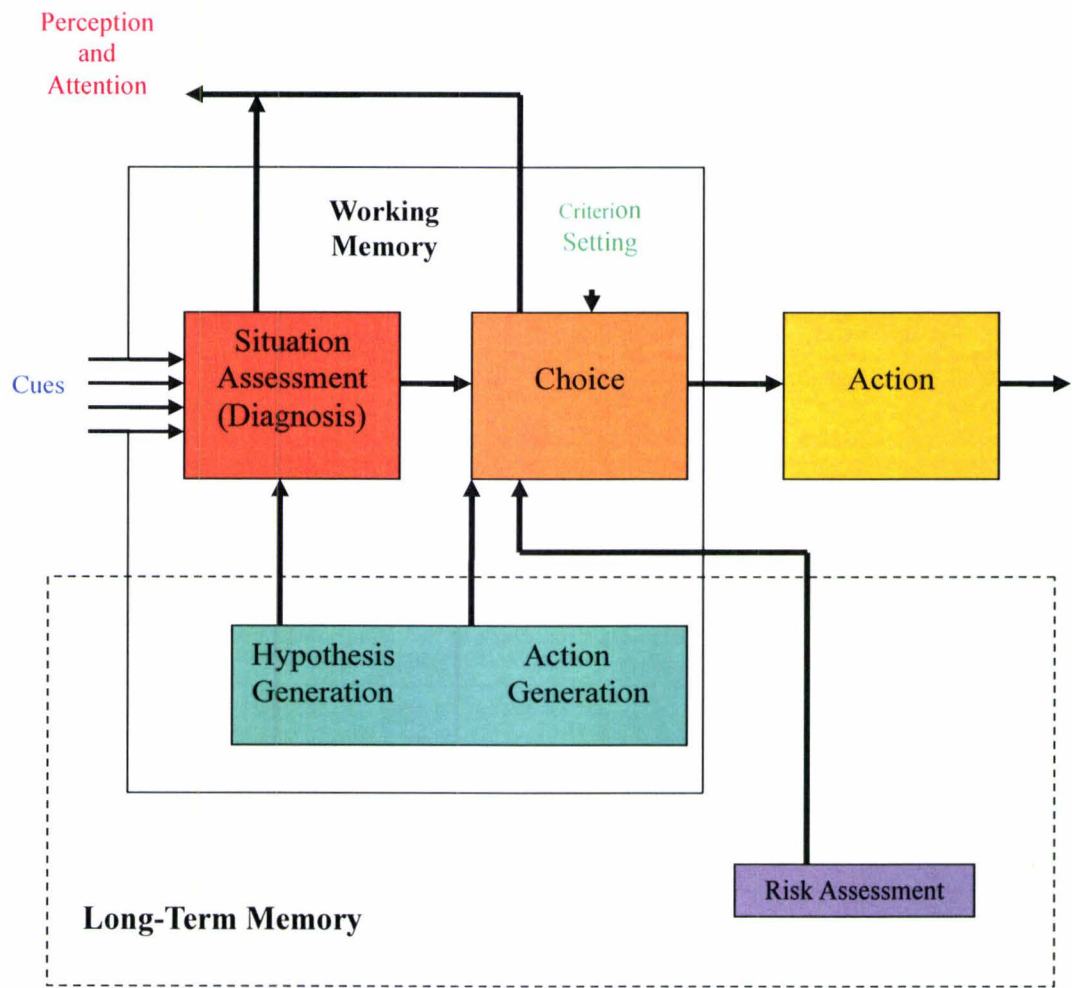 Perception
and
Attention
Working
Memory
Criterion
Setting
Cues
Situation
Assessment
(Diagnosis)
Choice
Action
Hypothesis
Generation
Action
Generation
Risk Assessment
Long-Term Memory